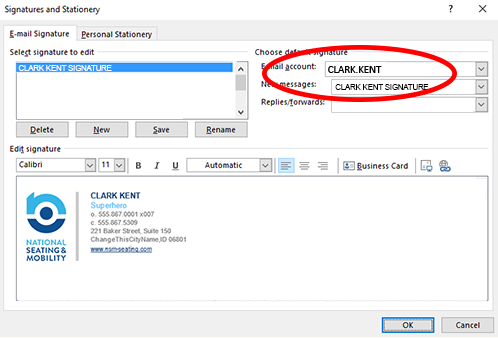 Signatures and Stationery
? ×
E-mail Signature Personal Stationery
Select signature to edit
CLARK KENT SIGNATURE
Delete New Save Rename
Choose default signature
E-mail account: CLARK.KENT
New messages: CLARK KENT SIGNATURE
Replies/forwards:
Edit signature
Calibri 11 B I U Automatic Business Card
NATIONAL
SEATING &
MOBILITY
CLARK KENT
Superhero
o. 555.867.0001 x007
c. 555.867.5309
221 Baker Street, Suite 150
ChangeThisCityName,ID 06801
www.nsm-seating.com
OK Cancel